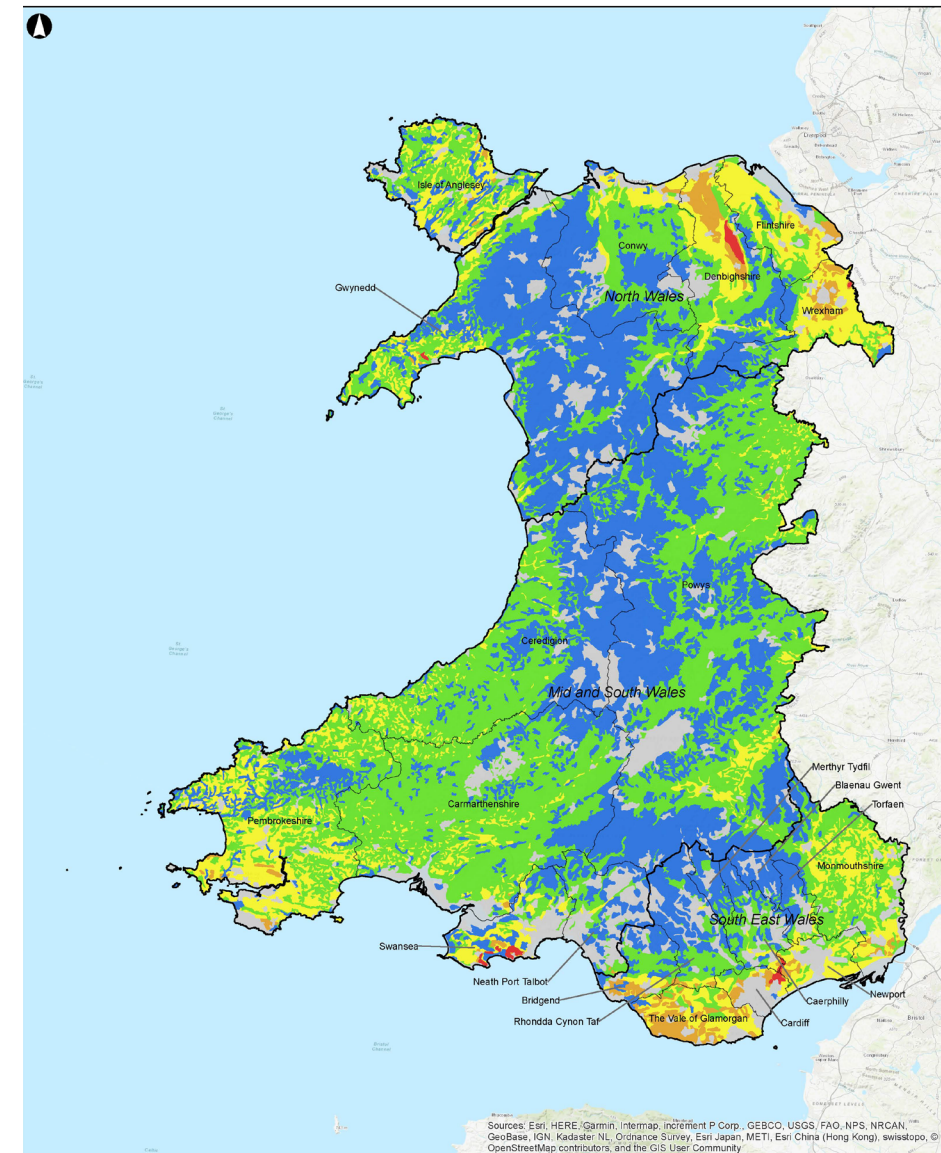 Isle of Anglesey
Flintshire
Conwy
Denbighshire
Gwynedd
North Wales
Wrexham
Powys
Ceredigion
Mid and South Wales
Merthyr Tydfil
Blaenau Gwent
Torfaen
Carmarthenshire
Pembrokeshire
Monmouthshire
South East Wales
Swansea
Neath Port Talbot
Newport
Bridgend
Caerphilly
Rhondda Cynon Taf
The Vale of Glamorgan
Cardiff
Bristol
Sources: Esri, HERE, Garmin, Intermap, increment P Corp., GEBCO, USGS, FAO, NPS, NRCAN,
GeoBase, IGN, Kadaster NL, Ordnance Survey, Esri Japan, METI, Esri China (Hong Kong), swisstopo, ©
OpenStreetMap contributors, and the GIS User Community